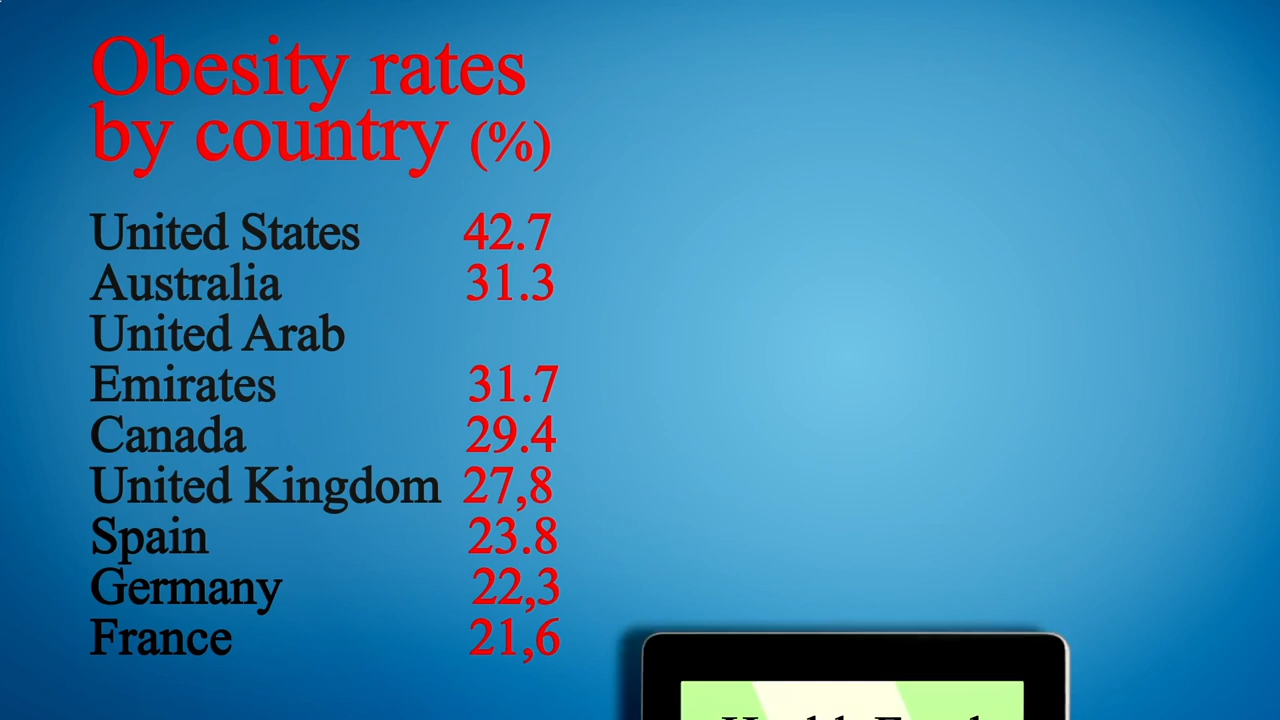 Obesity rates
by country (%)
United States 42.7
Australia 31.3
United Arab
Emirates 31.7
Canada 29.4
United Kingdom 27,8
Spain 23.8
Germany 22,3
France 21,6